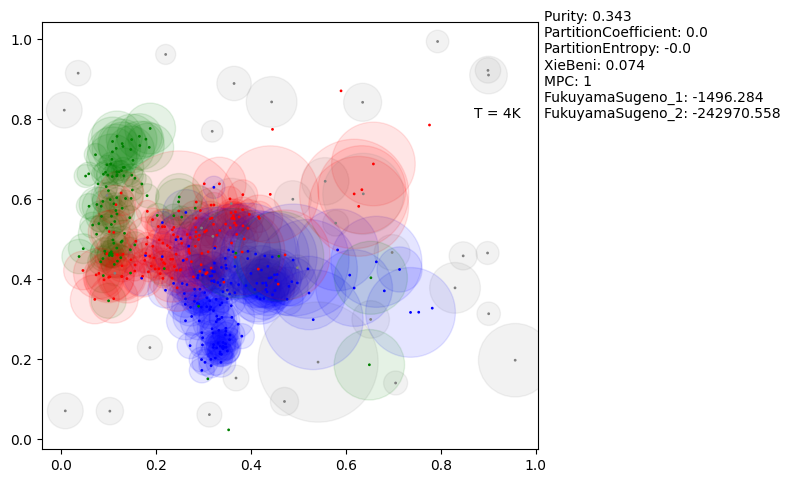 Purity: 0.343
PartitionCoefficient: 0.0
PartitionEntropy: -0.0
XieBeni: 0.074
MPC: 1
FukuyamaSugeno_1: -1496.284
FukuyamaSugeno_2: -242970.558
T = 4K
1.0
0.8
0.6
0.4
0.2
0.0
0.0 0.2 0.4 0.6 0.8 1.0